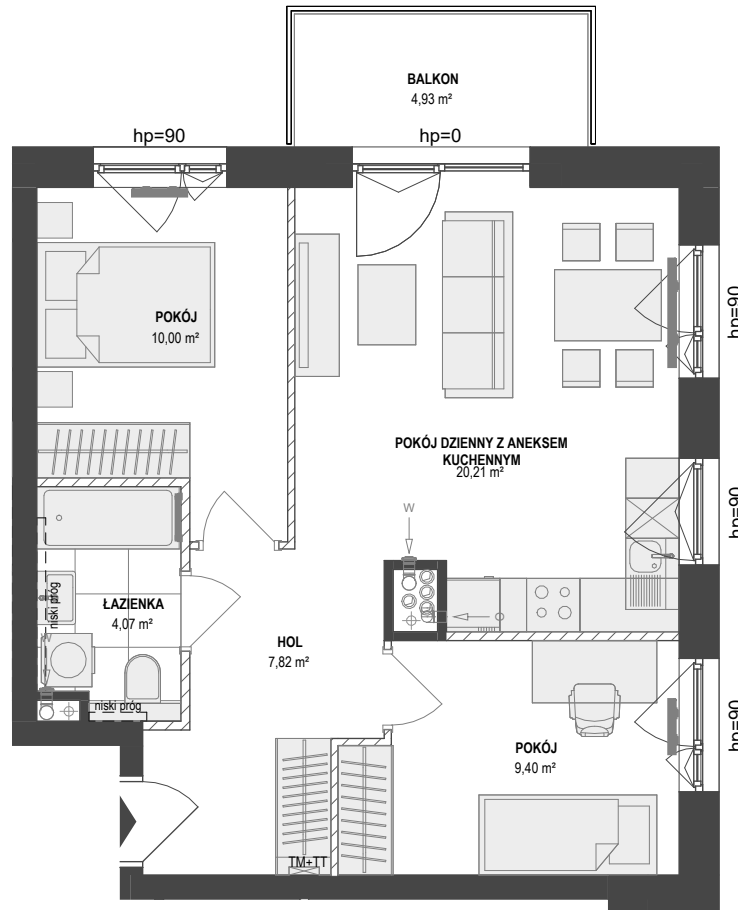 BALKON
4,93 m²
hp=90
hp=0
POKÓJ
10,00 m²
hp=90
POKÓJ DZIENNY Z ANEKSEM
KUCHENNYM
20,21 m²
hp=90
W
O
niski próg
ŁAZIENKA
4,07 m²
W
HOL
7,82 m²
niski próg
hp=90
POKÓJ
9,40 m²
TM+TT